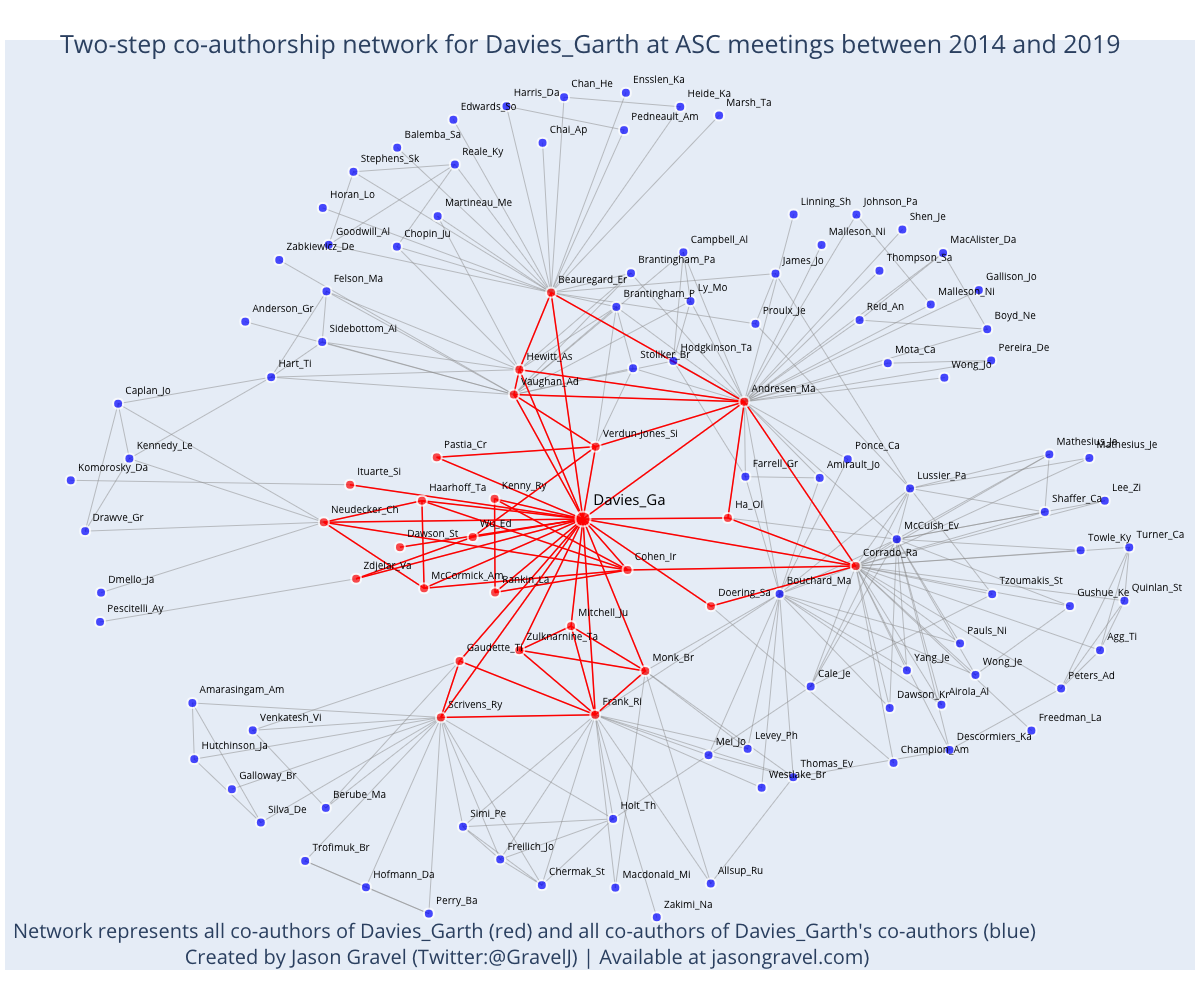 Two-step co-authorship network for Davies_Garth at ASC meetings between 2014 and 2019
Ensslen_Ka
Chan_He
Harris_Da
Heide_Ka
Marsh_Ta
Edwards_So
Pedneault_Am
Chai_Ap
Balemba_Sa
Reale_Ky
Stephens_Sk
Horan_Lo
Martineau_Me
Linning_Sh
Johnson_Pa
Shen_Je
Goodwill_Al
Chopin_Ju
Malleson_Ni
Campbell_Al
MacAlister_Da
Zabkiewicz_De
Brantingham_Pa
James_Jo
Thompson_Sa
Felson_Ma
Beauregard_Er
Gallison_Jo
Brantingham_P
Ly_Mo
Malleson_Ni
Anderson_Gr
Proulx_Je
Reid_An
Boyd_Ne
Sidebottom_Ai
Hodgkinson_Ta
Hewitt_As
Stoliker_Br
Mota_Ca
Pereira_De
Hart_Ti
Wong_Jo
Vaughan_Ad
Andresen_Ma
Caplan_Jo
Verdun-Jones_Si
Pastia_Cr
Kennedy_Le
Ponce_Ca
Mathesius_Je
Mathesius_Je
Komorosky_Da
Ituarte_Si
Farrell_Gr
Amirault_Jo
Lussier_Pa
Haarhoff_Ta
Kenny_Ry
Davies_Ga
Lee_Zi
Shaffer_Ca
Neudecker_Ch
Ha_Ol
Drawve_Gr
Wu_Ed
McCuish_Ev
Dawson_St
Turner_Ca
Towle_Ky
Cohen_Ir
Corrado_Ra
Zdjelar_Va
McCormick_Am
Rankin_La
Bouchard_Ma
Dmello_Ja
Doering_Sa
Tzoumakis_St
Gushue_Ke
Quinlan_St
Pescitelli_Ay
Mitchell_Ju
Zulknarnine_Ta
Pauls_Ni
Agg_Ti
Gaudette_Ti
Monk_Br
Yang_Je
Wong_Je
Cale_Je
Peters_Ad
Amarasingam_Am
Scrivens_Ry
Frank_Ri
Dawson_Kr
Airola_Al
Venkatesh_Vi
Freedman_La
Hutchinson_Ja
Mei_Jo
Levey_Ph
Descormiers_Ka
Champion_Am
Galloway_Br
Westlake_Br
Thomas_Ev
Silva_De
Berube_Ma
Simi_Pe
Holt_Th
Trofimuk_Br
Freilich_Jo
Hofmann_Da
Chermak_St
Macdonald_Mi
Allsup_Ru
Perry_Ba
Zakimi_Na
Network represents all co-authors of Davies_Garth (red) and all co-authors of Davies_Garth's co-authors (blue)
Created by Jason Gravel (Twitter:@GravelJ) | Available at jasongravel.com)